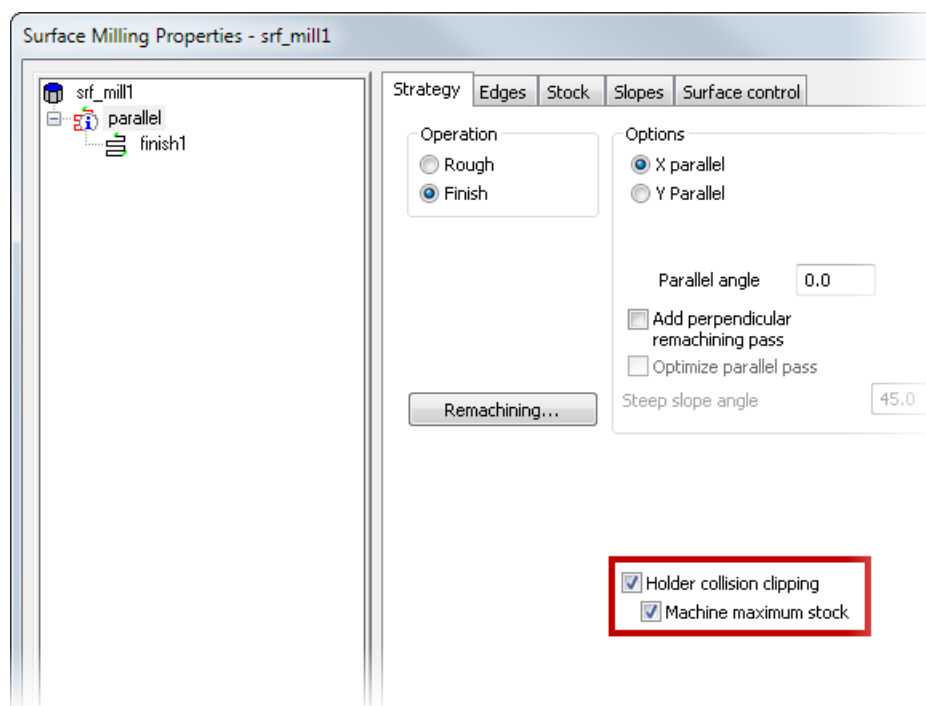 Surface Milling Properties - srf_mill1
srf_mill1
parallel
finish1
Strategy Edges Stock Slopes Surface control
Operation
Rough
Finish
Options
X parallel
Y Parallel
Parallel angle 0.0
Add perpendicular
remachining pass
Optimize parallel pass
Steep slope angle 45.0
Remachining...
Holder collision clipping
Machine maximum stock